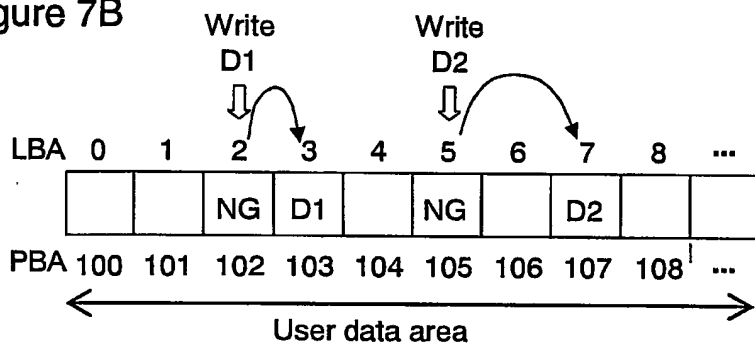 gure 7B
Write Write
D1 D2
LBA 0 1 2 3 4 5 6 7 8 ...
NG D1 NG D2
PBA 100 101 102 103 104 105 106 107 108 ...
User data area